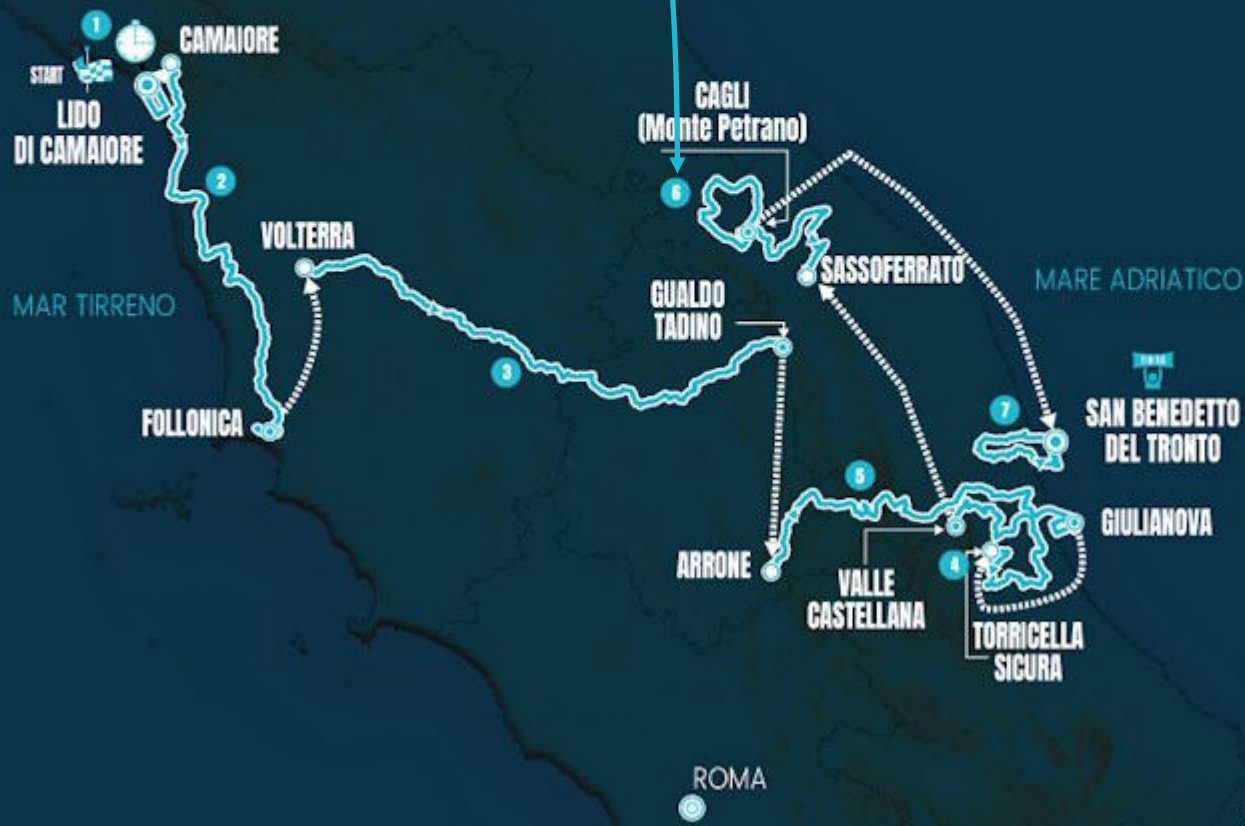 1
CAMAIORE
START
LIDO
DI CAMAIORE
2
VOLTERRA
MAR TIRRENO
FOLLONICA
3
CAGLI
(Monte Petrano)
6
SASSOFERRATO
GUALDO
TADINO
MARE ADRIATICO
FINISH
7
SAN BENEDETTO
DEL TRONTO
5
GIULIANOVA
ARRONE
4
VALLE
CASTELLANA
TORRICELLA
SICURA
ROMA